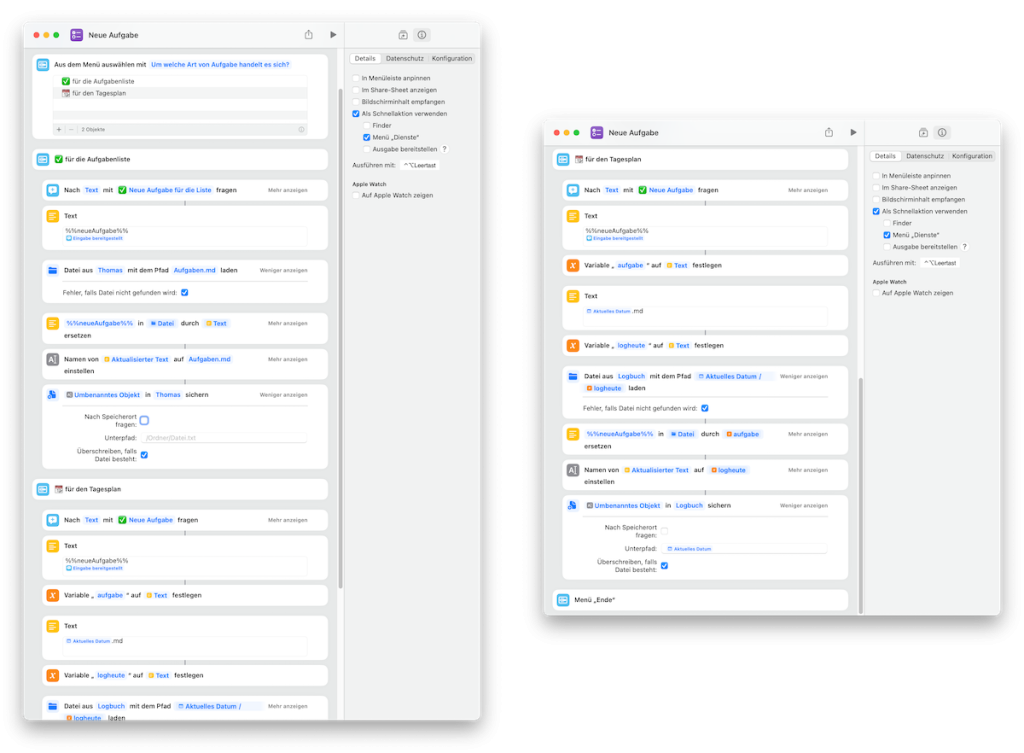 Neue Aufgabe
Aus dem Menü auswählen mit Um welche Art von Aufgabe handelt es sich?
✅ für die Aufgabenliste
📆 für den Tagesplan
+ − 2 Objekte
✅ für die Aufgabenliste
Nach Text mit ✅ Neue Aufgabe für die Liste fragen Mehr anzeigen
Text
%%neueAufgabe%%
Eingabe bereitgestellt
Datei aus Thomas mit dem Pfad Aufgaben.md laden Weniger anzeigen
Fehler, falls Datei nicht gefunden wird:
%%neueAufgabe%% in Datei durch Text Mehr anzeigen
ersetzen
Namen von Aktualisierter Text auf Aufgaben.md Mehr anzeigen
einstellen
Umbenanntes Objekt in Thomas sichern Weniger anzeigen
Nach Speicherort
fragen:
Unterpfad: /Ordner/Datei.txt
Überschreiben, falls
Datei besteht:
📆 für den Tagesplan
Nach Text mit ✅ Neue Aufgabe fragen Mehr anzeigen
Text
%%neueAufgabe%%
Eingabe bereitgestellt
Variable „ aufgabe “ auf Text festlegen
Text
Aktuelles Datum .md
Variable „ logheute “ auf Text festlegen
Datei aus Logbuch mit dem Pfad Aktuelles Datum / Weniger anzeigen
logheute laden
Details Datenschutz Konfiguration
In Menüleiste anpinnen
Im Share-Sheet anzeigen
Bildschirminhalt empfangen
Als Schnellaktion verwenden
Finder
Menü „Dienste“
Ausgabe bereitstellen ?
Ausführen mit: ^⌥Leertast
Apple Watch
Auf Apple Watch zeigen
Neue Aufgabe
📆 für den Tagesplan
Nach Text mit ✅ Neue Aufgabe fragen Mehr anzeigen
Text
%%neueAufgabe%%
Eingabe bereitgestellt
Variable „ aufgabe “ auf Text festlegen
Text
Aktuelles Datum .md
Variable „ logheute “ auf Text festlegen
Datei aus Logbuch mit dem Pfad Aktuelles Datum / Weniger anzeigen
logheute laden
Fehler, falls Datei nicht gefunden wird:
%%neueAufgabe%% in Datei durch aufgabe Mehr anzeigen
ersetzen
Namen von Aktualisierter Text auf logheute Mehr anzeigen
einstellen
Umbenanntes Objekt in Logbuch sichern Weniger anzeigen
Nach Speicherort
fragen:
Unterpfad: Aktuelles Datum
Überschreiben, falls
Datei besteht:
Menü „Ende“
Details Datenschutz Konfiguration
In Menüleiste anpinnen
Im Share-Sheet anzeigen
Bildschirminhalt empfangen
Als Schnellaktion verwenden
Finder
Menü „Dienste“
Ausgabe bereitstellen ?
Ausführen mit: ^⌥Leertast
Apple Watch
Auf Apple Watch zeigen